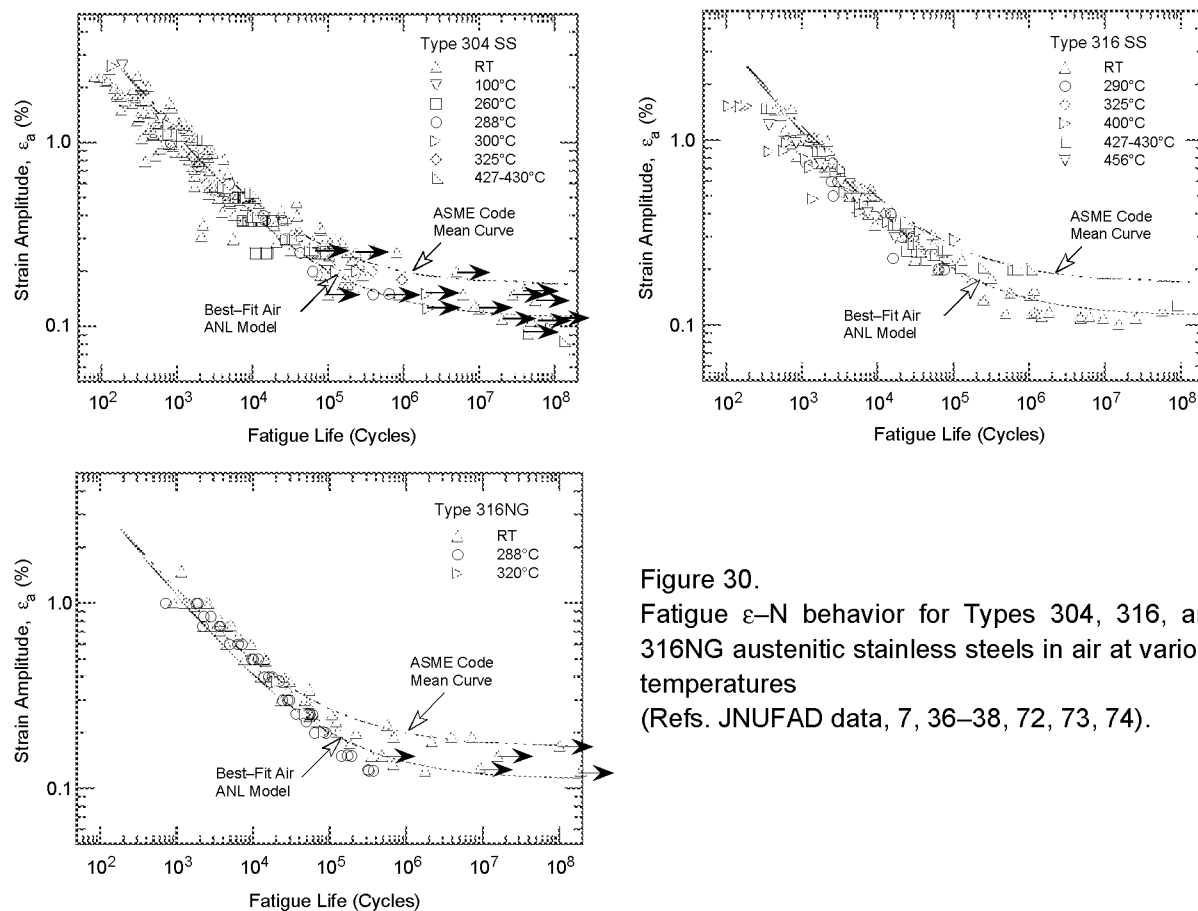 Type 304 SS
RT
100°C
260°C
288°C
300°C
325°C
427-430°C
Strain Amplitude, εa (%)
1.0
0.1
ASME Code
Mean Curve
Best–Fit Air
ANL Model
10² 10³ 10⁴ 10⁵ 10⁶ 10⁷ 10⁸
Fatigue Life (Cycles)
Type 316 SS
RT
290°C
325°C
400°C
427-430°C
456°C
Strain Amplitude, εa (%)
1.0
0.1
ASME Code
Mean Curve
Best–Fit Air
ANL Model
10² 10³ 10⁴ 10⁵ 10⁶ 10⁷ 10⁸
Fatigue Life (Cycles)
Type 316NG
RT
288°C
320°C
Strain Amplitude, εa (%)
1.0
0.1
ASME Code
Mean Curve
Best–Fit Air
ANL Model
10² 10³ 10⁴ 10⁵ 10⁶ 10⁷ 10⁸
Fatigue Life (Cycles)
Figure 30.
Fatigue ε–N behavior for Types 304, 316,
316NG austenitic stainless steels in air at
temperatures
(Refs. JNUFAD data, 7, 36–38, 72, 73, 74).